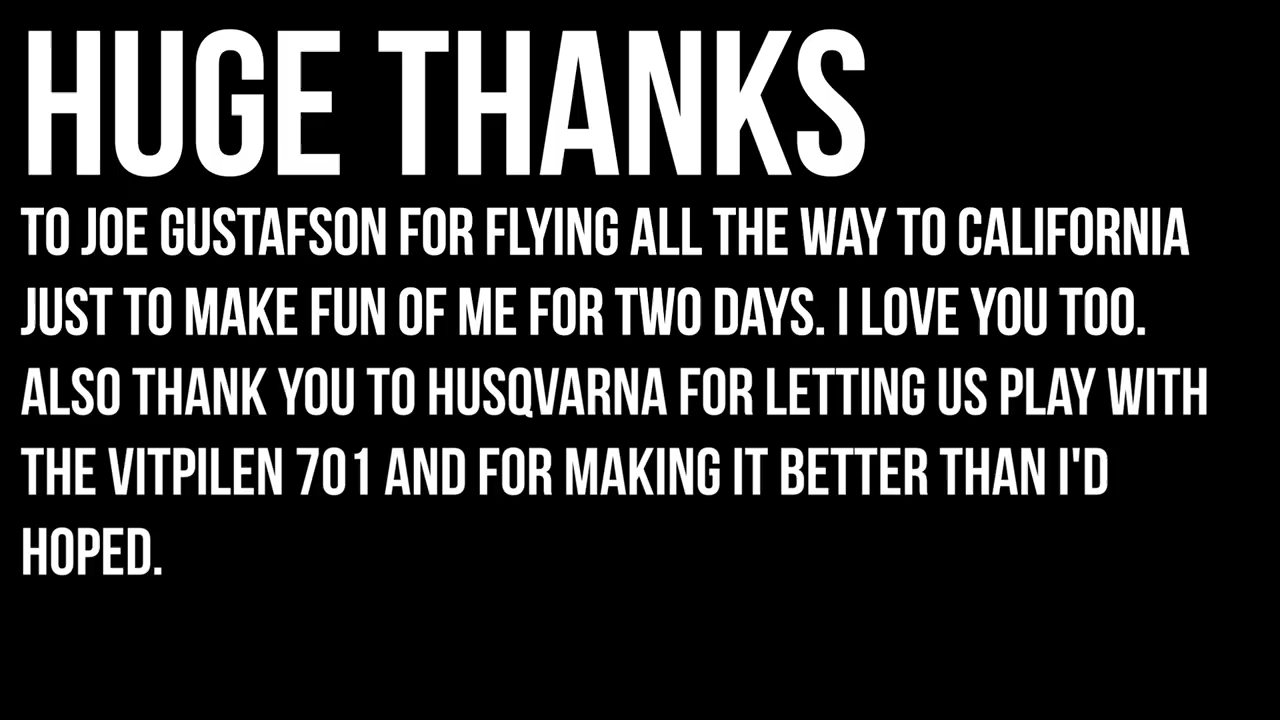 HUGE THANKS
TO JOE GUSTAFSON FOR FLYING ALL THE WAY TO CALIFORNIA
JUST TO MAKE FUN OF ME FOR TWO DAYS. I LOVE YOU TOO.
ALSO THANK YOU TO HUSQVARNA FOR LETTING US PLAY WITH
THE VITPILEN 701 AND FOR MAKING IT BETTER THAN I'D
HOPED.